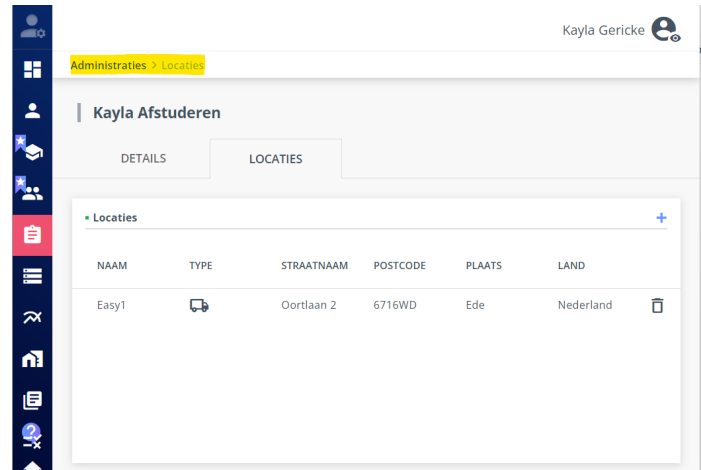 Kayla Gericke
Administraties > Locaties
Kayla Afstuderen
DETAILS LOCATIES
Locaties +
NAAM TYPE STRAATNAAM POSTCODE PLAATS LAND
Easy1 Oortlaan 2 6716WD Ede Nederland
?